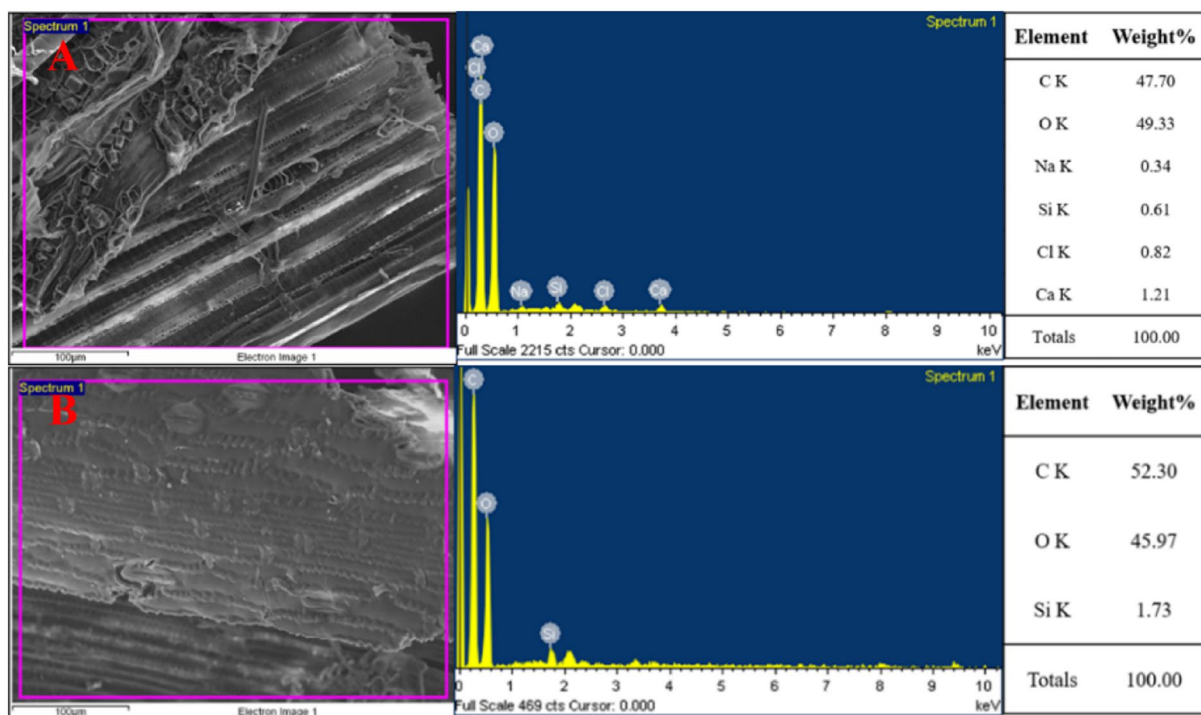 Spectrum 1
A
100µm
Electron Image 1
Spectrum 1
Ca
Cl
C
O
Na
Si
Cl
Ca
0 1 2 3 4 5 6 7 8 9 10
Full Scale 2215 cts Cursor: 0.000 keV
Element Weight%
C K 47.70
O K 49.33
Na K 0.34
Si K 0.61
Cl K 0.82
Ca K 1.21
Totals 100.00
Spectrum 1
B
100µm
Electron Image 1
Spectrum 1
C
O
Si
0 1 2 3 4 5 6 7 8 9 10
Full Scale 469 cts Cursor: 0.000 keV
Element Weight%
C K 52.30
O K 45.97
Si K 1.73
Totals 100.00